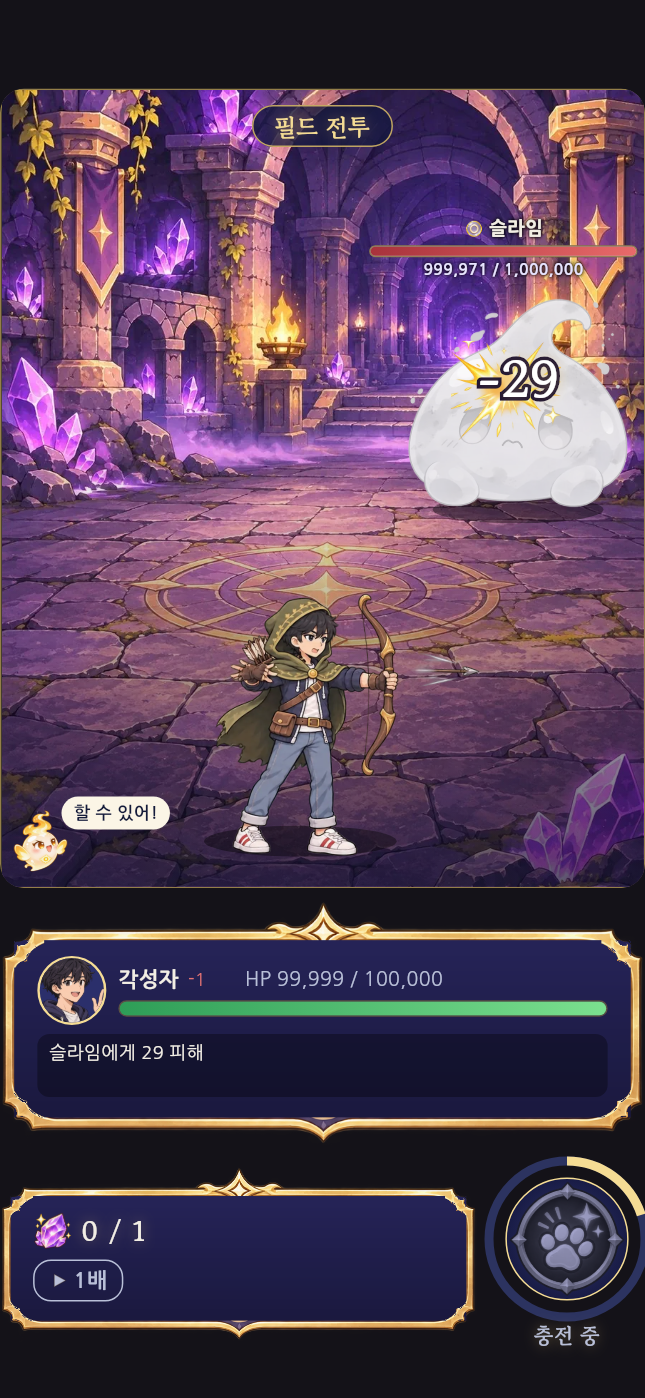 필드 전투
슬라임
999,971 / 1,000,000
-29
할 수 있어!
각성자 -1 HP 99,999 / 100,000
슬라임에게 29 피해
0 / 1
▶ 1배
충전 중